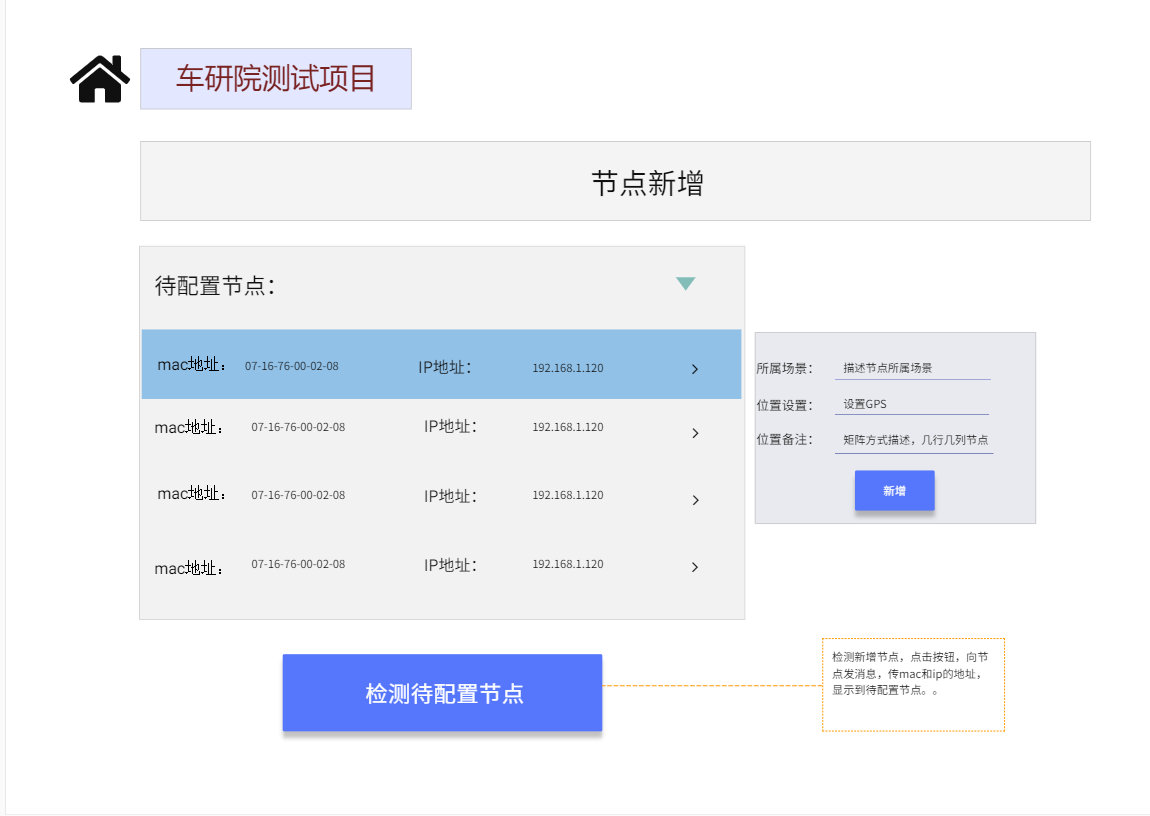 车研院测试项目
节点新增
待配置节点：
mac地址： 07-16-76-00-02-08 IP地址： 192.168.1.120
mac地址： 07-16-76-00-02-08 IP地址： 192.168.1.120
mac地址： 07-16-76-00-02-08 IP地址： 192.168.1.120
mac地址： 07-16-76-00-02-08 IP地址： 192.168.1.120
所属场景： 描述节点所属场景
位置设置： 设置GPS
位置备注： 矩阵方式描述，几行几列节点
新增
检测待配置节点
检测新增节点，点击按钮，向节
点发消息，传mac和ip的地址，
显示到待配置节点。。